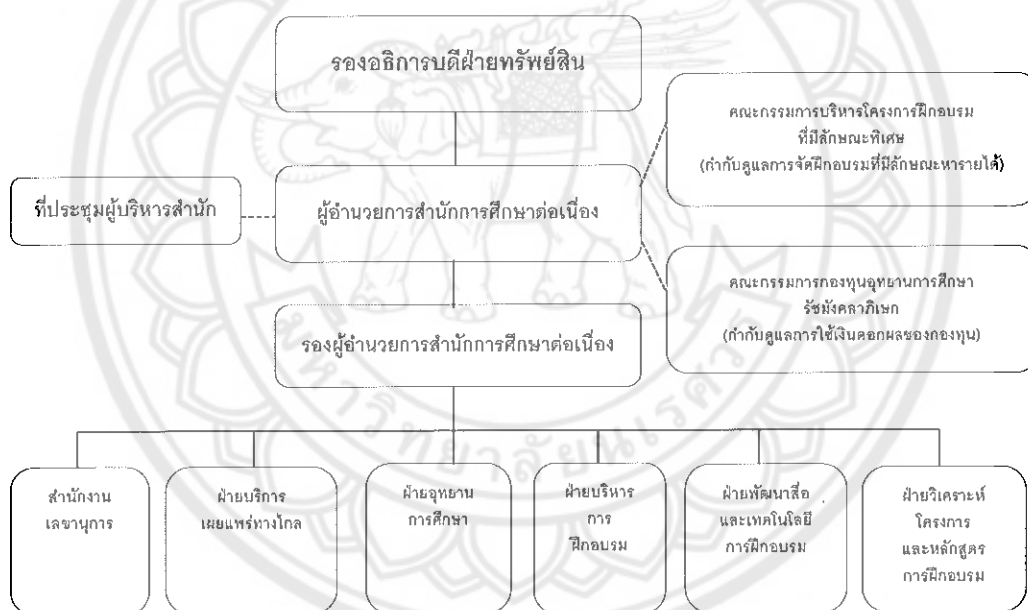 รองอธิการบดีฝ่ายทรัพย์สิน
คณะกรรมการบริหารโครงการฝึกอบรม
ที่มีลักษณะพิเศษ
(กำกับดูแลการจัดฝึกอบรมที่มีลักษณะหารายได้)
ที่ประชุมผู้บริหารสำนัก
ผู้อำนวยการสำนักการศึกษาต่อเนื่อง
คณะกรรมการกองทุนอุทยานการศึกษา
รัชมังคลาภิเษก
(กำกับดูแลการใช้เงินดอกผลของกองทุน)
รองผู้อำนวยการสำนักการศึกษาต่อเนื่อง
มหาวิทยาลัยนเรศวร
สำนักงาน
เลขานุการ
ฝ่ายบริการ
เผยแพร่ทางไกล
ฝ่ายอุทยาน
การศึกษา
ฝ่ายบริหาร
การ
ฝึกอบรม
ฝ่ายพัฒนาสื่อ
และเทคโนโลยี
การฝึกอบรม
ฝ่ายวิเคราะห์
โครงการ
และหลักสูตร
การฝึกอบรม